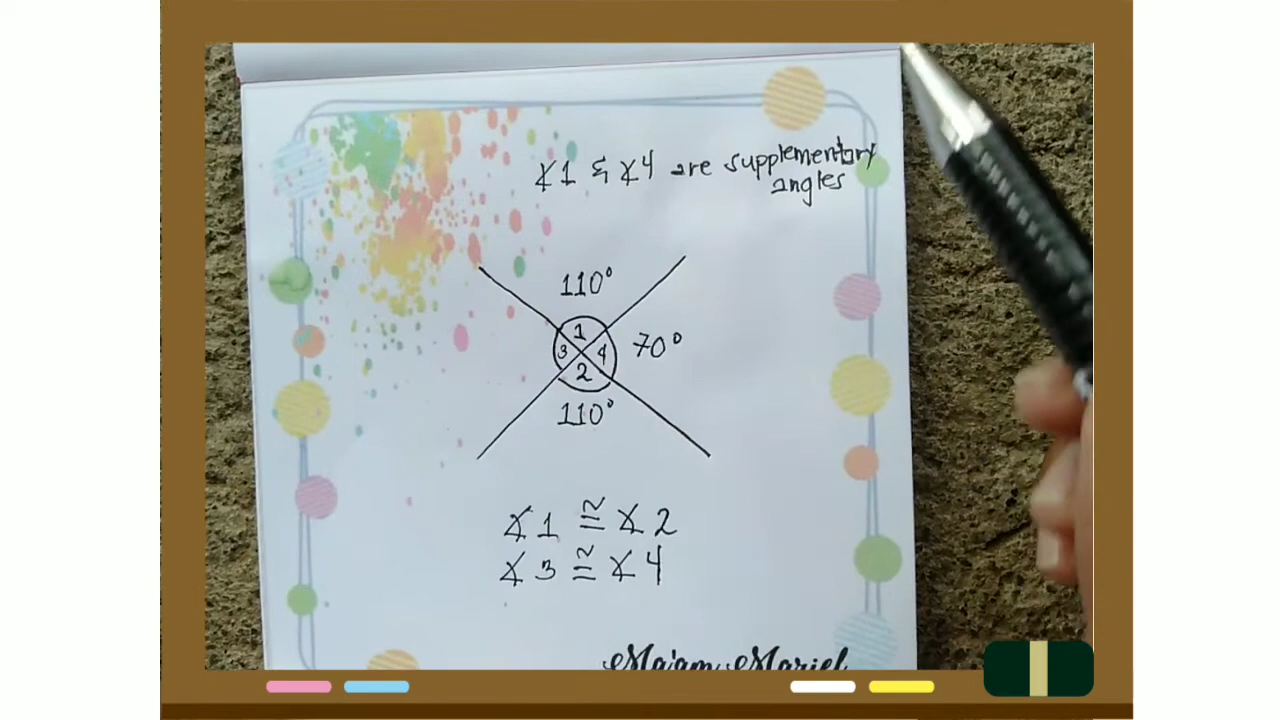 ∡1 & ∡4 are supplementary
angles
110°
1
3 4 70°
2
110°
∡1 ≅ ∡2
∡3 ≅ ∡4
Ma'am Mariel